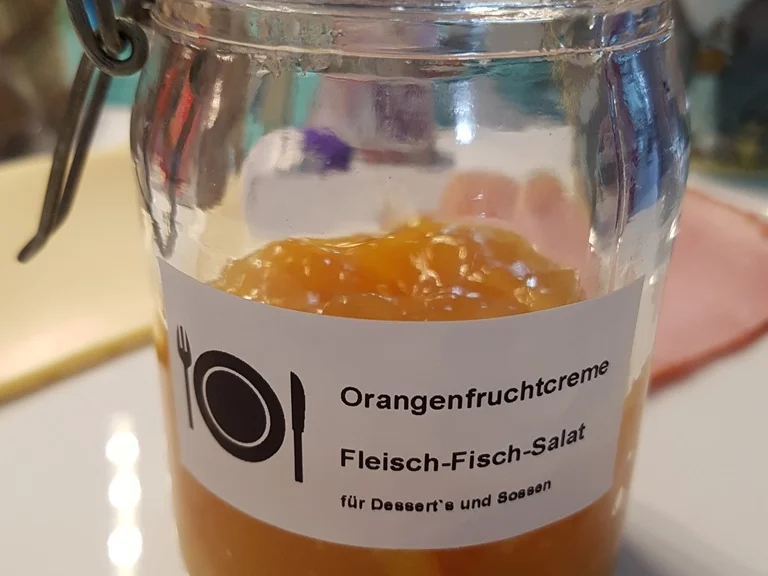 Orangenfruchtcreme
Fleisch-Fisch-Salat
für Dessert`s und Sossen